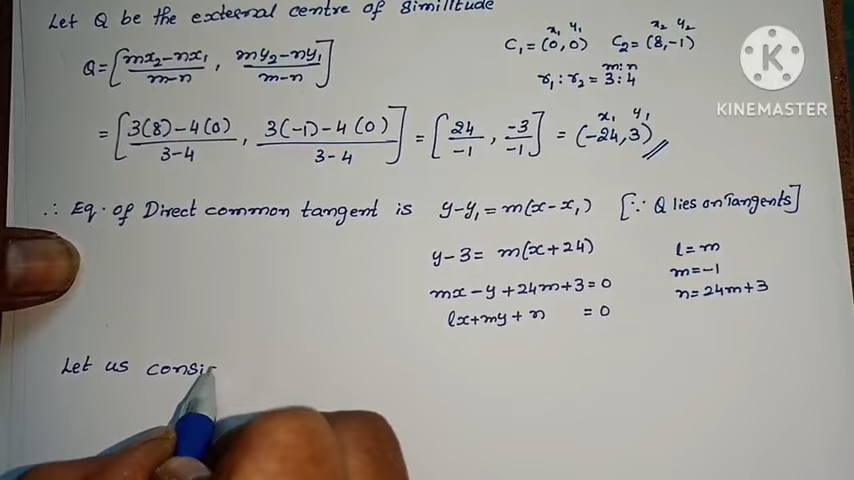 Let Q be the external centre of similitude
x₁ y₁ x₂ y₂
C₁ = (0, 0) C₂ = (8, -1)
Q = [mx₂-nx₁/m-n, my₂-ny₁/m-n]
m:n
r₁ : r₂ = 3 : 4
KINEMASTER
= [3(8)-4(0)/3-4, 3(-1)-4(0)/3-4] = [24/-1, -3/-1] = (-24, 3)
x₁ y₁
∴ Eq. of Direct common tangent is y-y₁ = m(x-x₁) [∵ Q lies on Tangents]
y-3 = m(x+24) l = m
mx-y+24m+3=0 m=-1
lx+my+n =0 n=24m+3
Let us consi